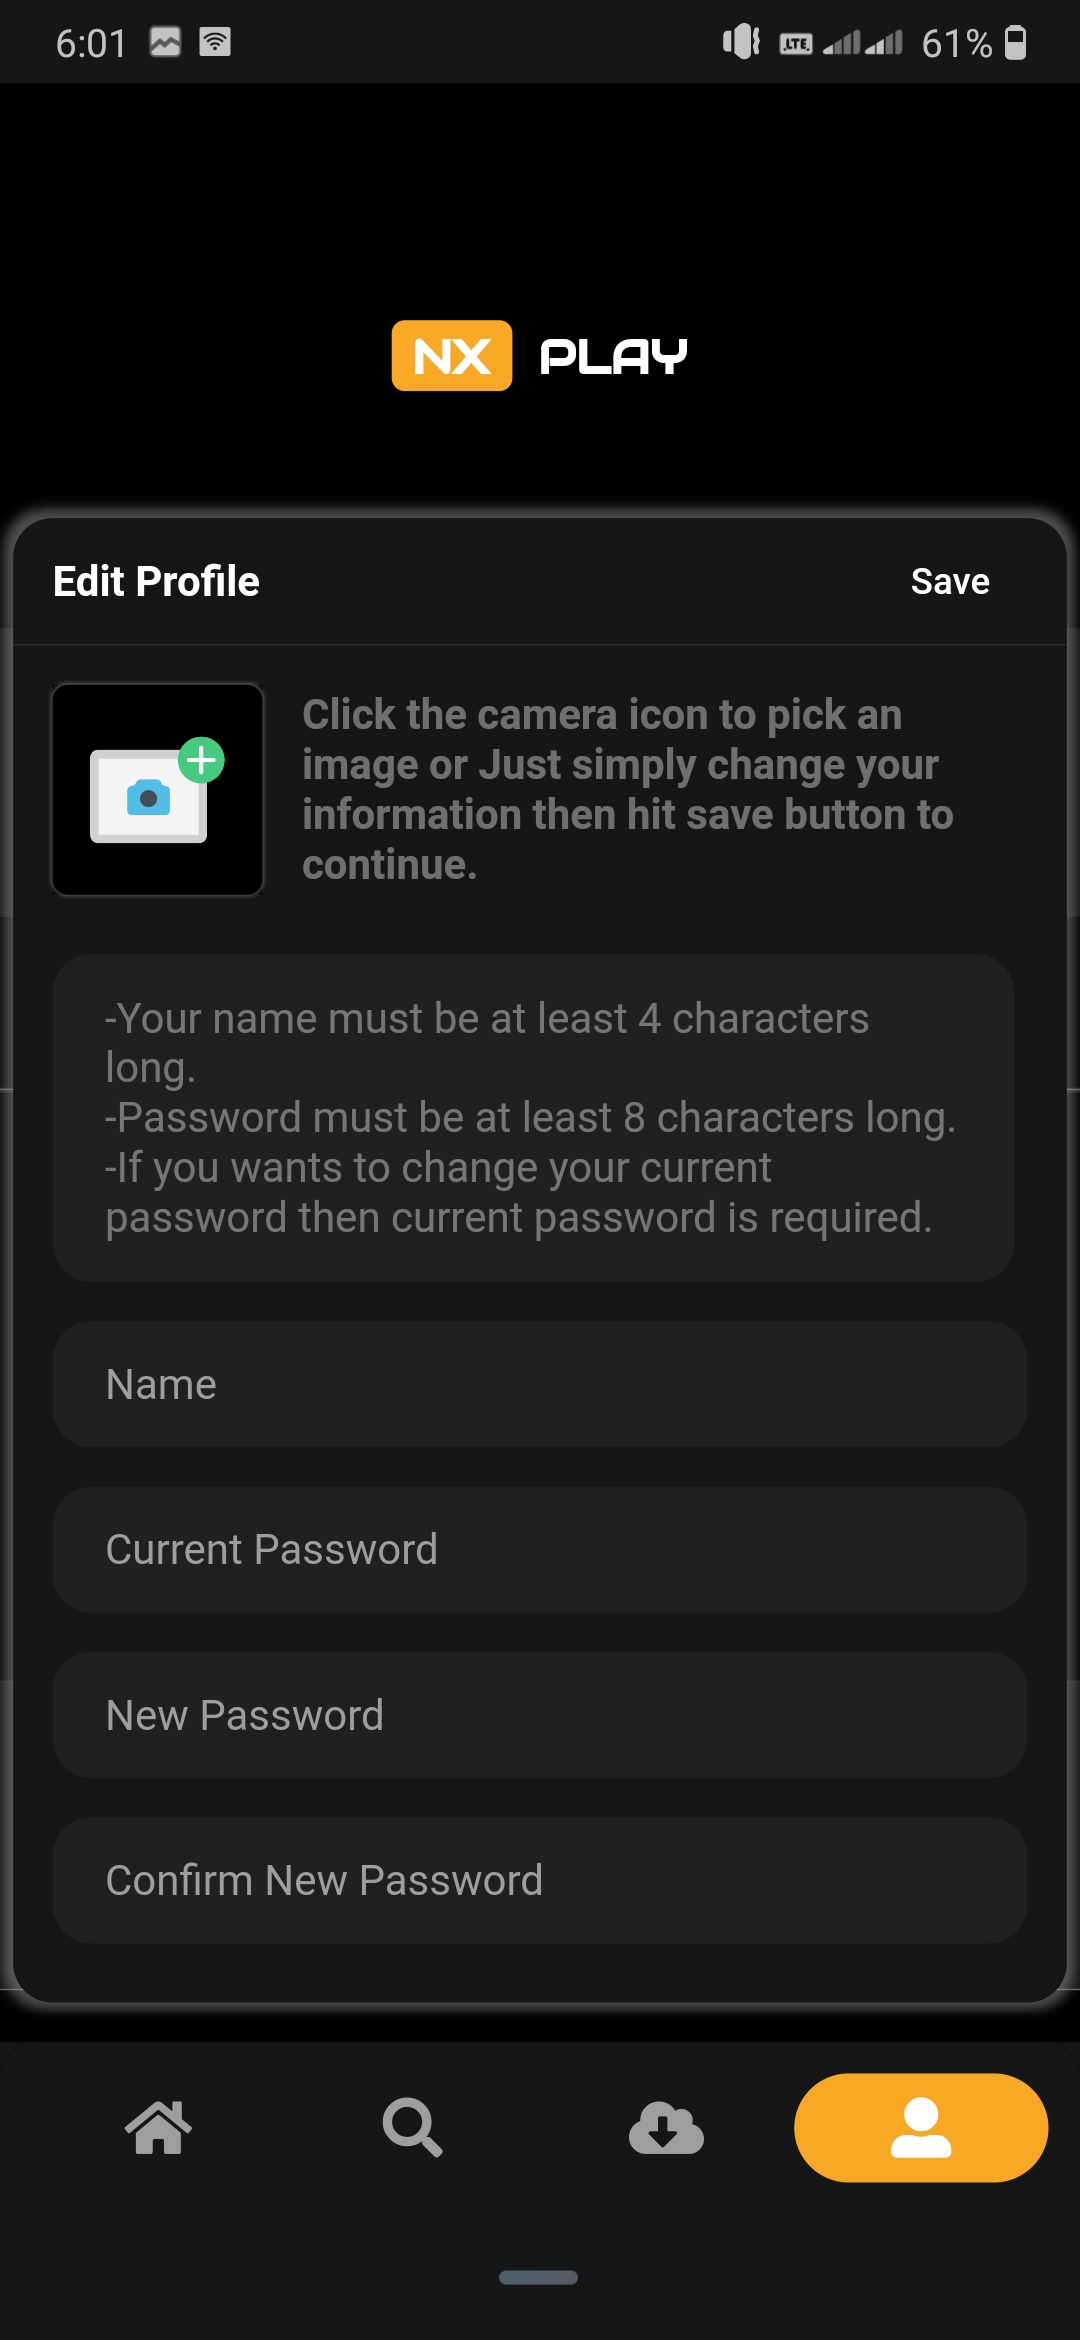 6:01 LTE 61%
NX PLAY
Edit Profile Save
Click the camera icon to pick an
image or Just simply change your
information then hit save button to
continue.
-Your name must be at least 4 characters
long.
-Password must be at least 8 characters long.
-If you wants to change your current
password then current password is required.
Name
Current Password
New Password
Confirm New Password